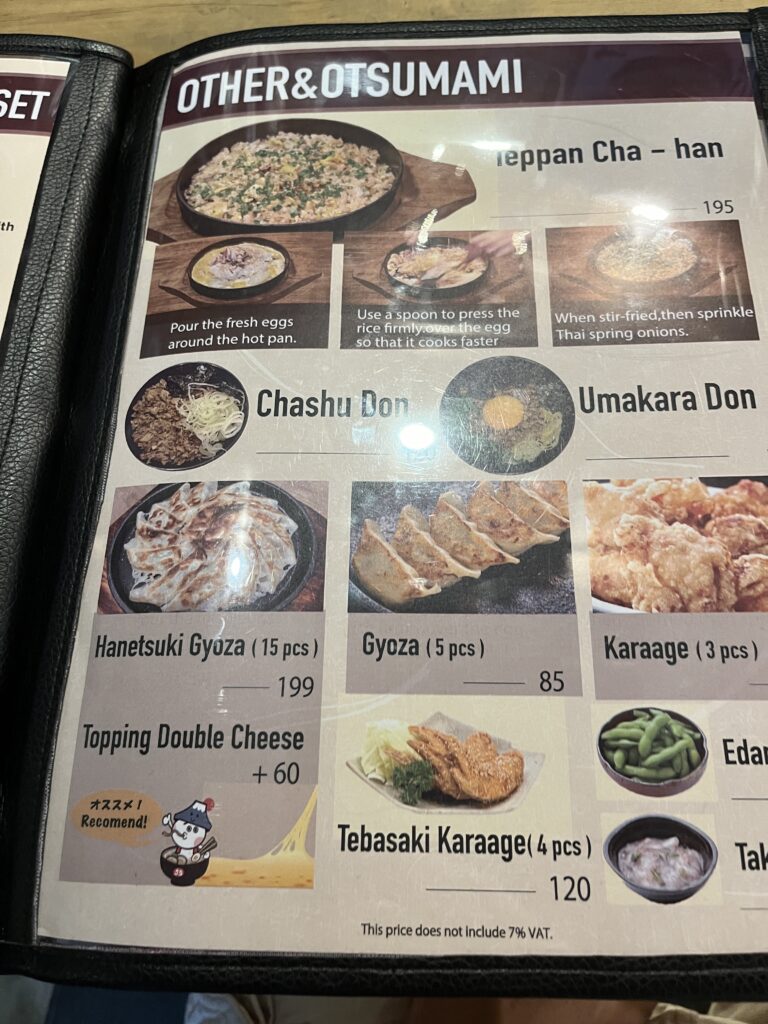 SET
ith
OTHER&OTSUMAMI
Teppan Cha - han
195
Pour the fresh eggs
around the hot pan.
Use a spoon to press the
rice firmly.over the egg
so that it cooks faster
When stir-fried,then sprinkle
Thai spring onions.
Chashu Don
Umakara Don
Hanetsuki Gyoza ( 15 pcs )
199
Gyoza ( 5 pcs )
85
Karaage ( 3 pcs )
Topping Double Cheese
+ 60
オススメ!
Recomend!
Tebasaki Karaage( 4 pcs )
120
Edar
Tak
This price does not include 7% VAT.